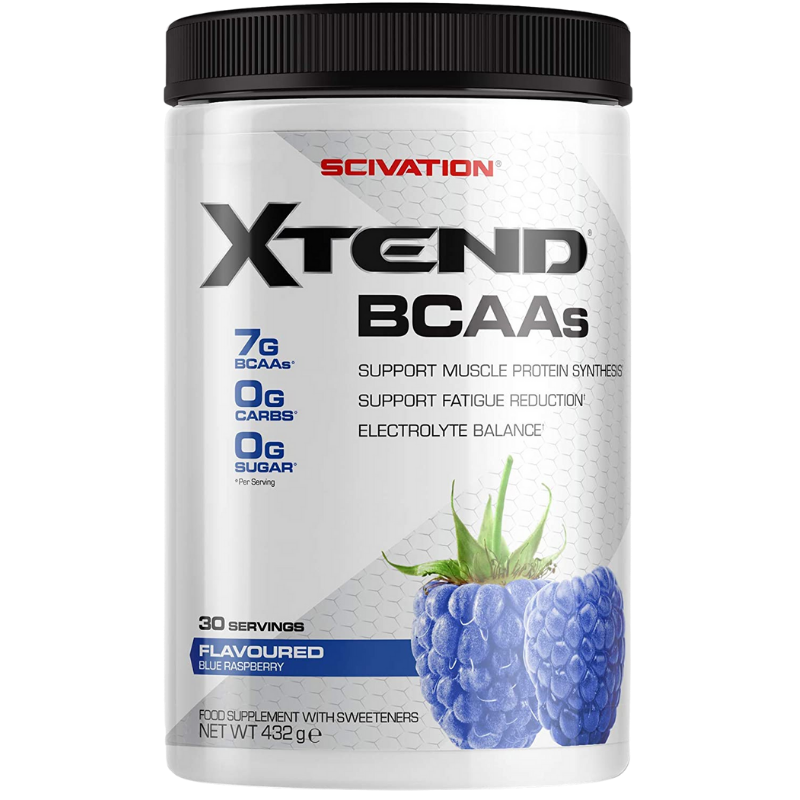 SCIVATION®
XTEND®
BCAAs
7G
BCAAs*
0G
CARBS*
0G
SUGAR*
*Per Serving
SUPPORT MUSCLE PROTEIN SYNTHESIS†
SUPPORT FATIGUE REDUCTION†
ELECTROLYTE BALANCE†
30 SERVINGS
FLAVOURED
BLUE RASPBERRY
FOOD SUPPLEMENT WITH SWEETENERS
NET WT 432 g ℮